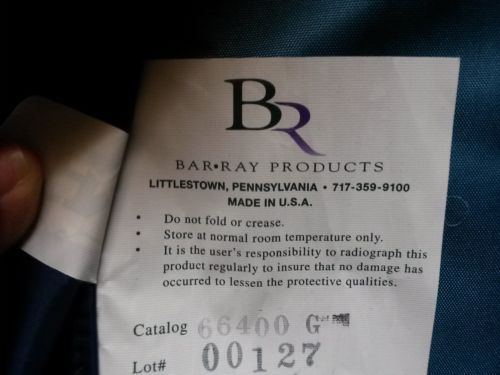 BR
BAR•RAY PRODUCTS
LITTLESTOWN, PENNSYLVANIA • 717-359-9100
MADE IN U.S.A.
• Do not fold or crease.
• Store at normal room temperature only.
• It is the user's responsibility to radiograph this
product regularly to insure that no damage has
occurred to lessen the protective qualities.
Catalog 66400 G
Lot# 00127